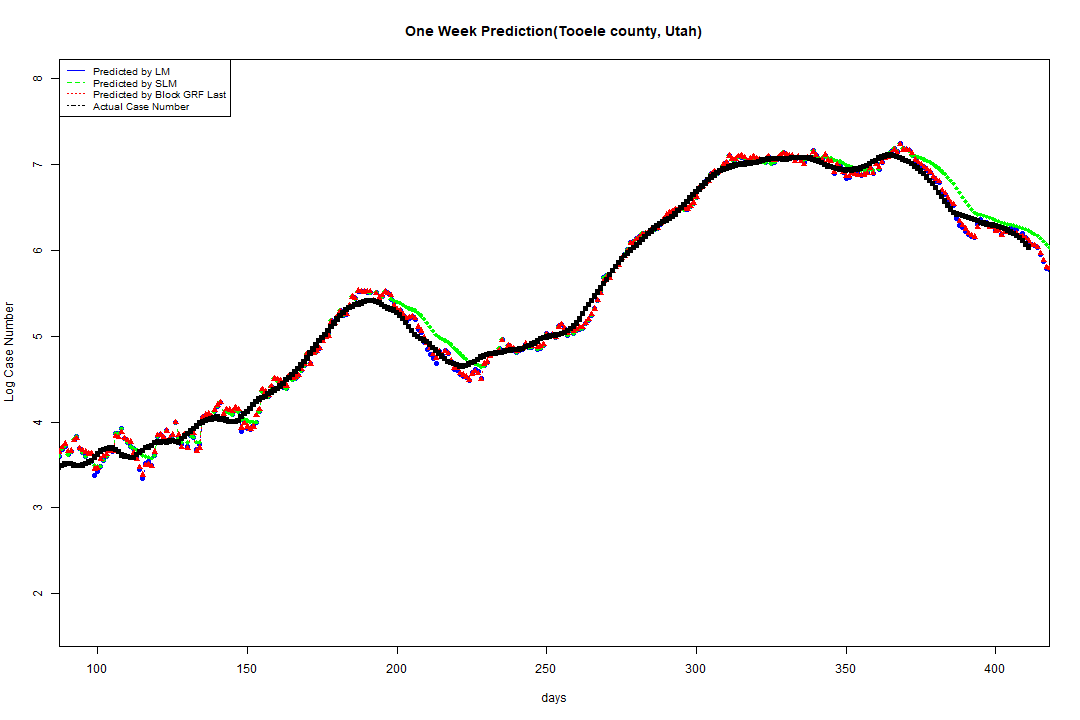 One Week Prediction(Tooele county, Utah)
Predicted by LM
Predicted by SLM
Predicted by Block GRF Last
Actual Case Number
8
7
6
5
4
3
2
Log Case Number
100 150 200 250 300 350 400
days